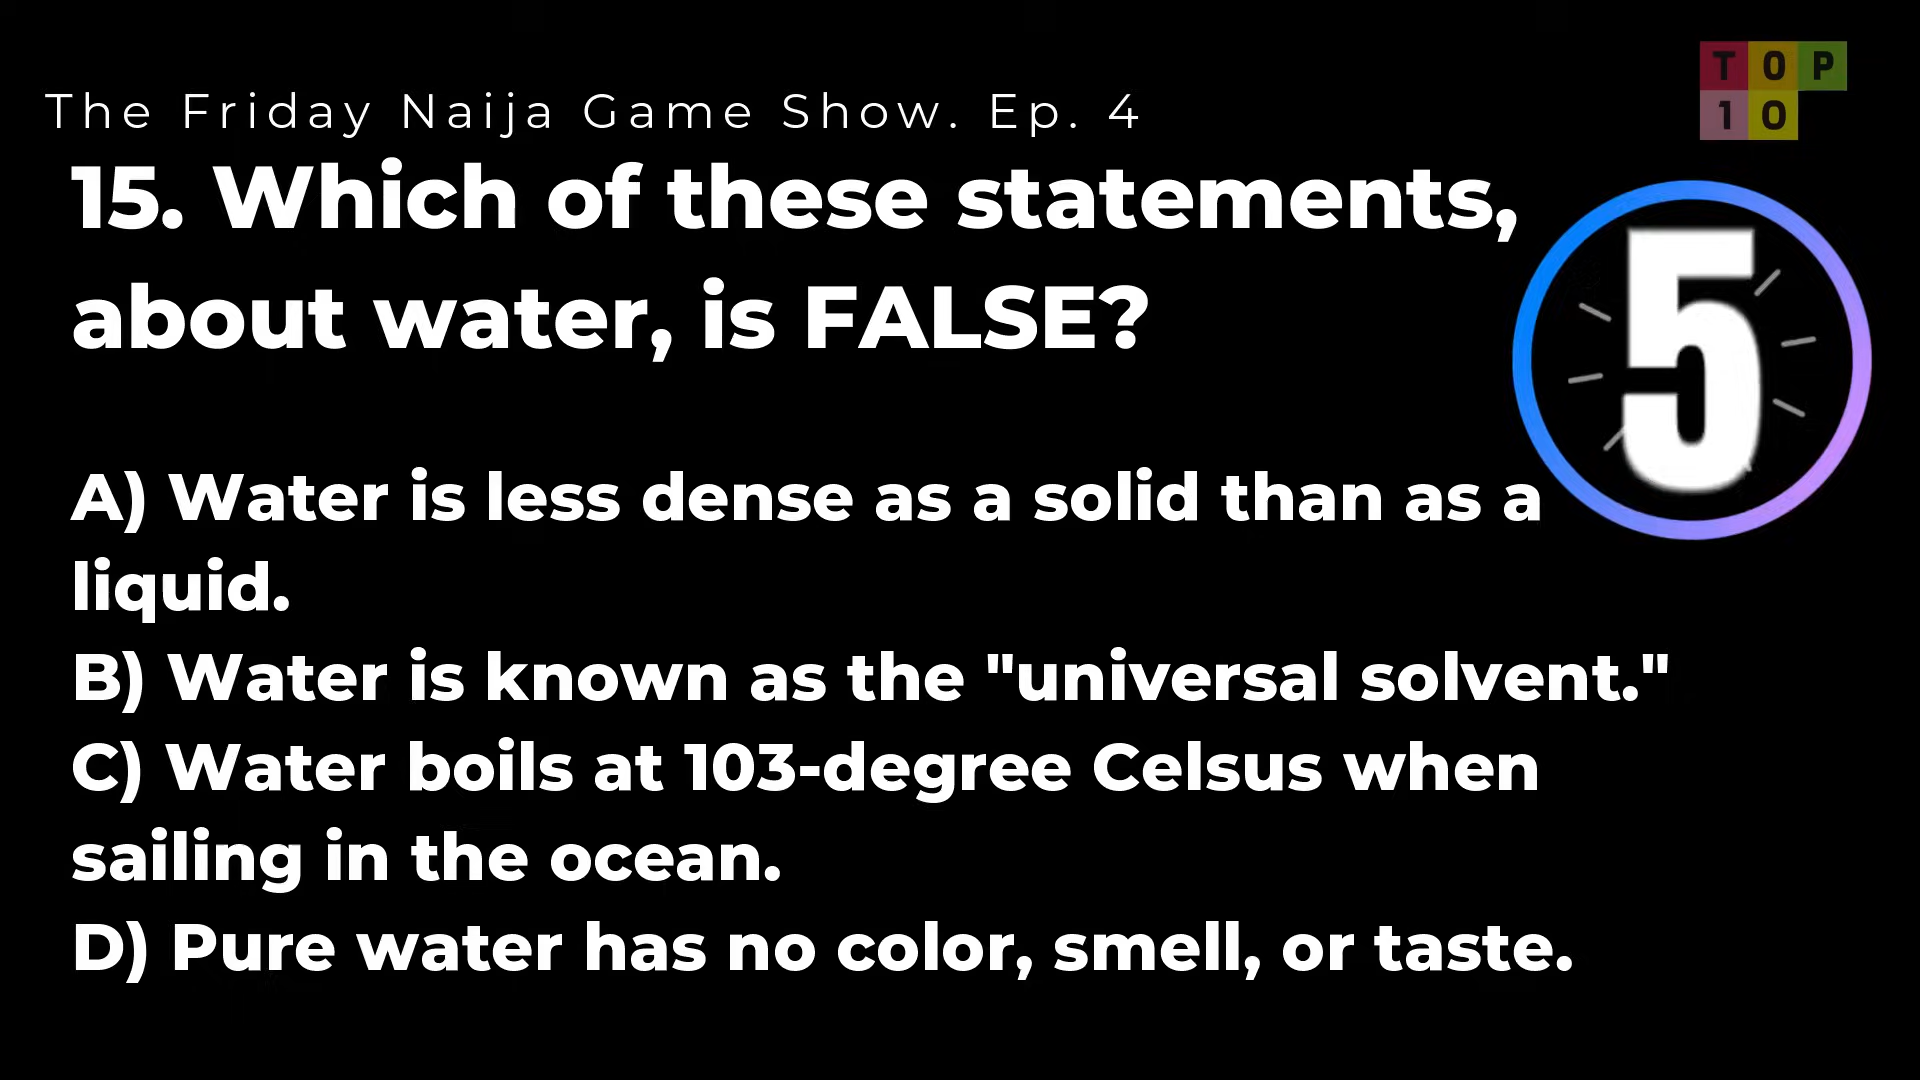 The Friday Naija Game Show. Ep. 4
TOP
10
15. Which of these statements,
about water, is FALSE?
5
A) Water is less dense as a solid than as a
liquid.
B) Water is known as the "universal solvent."
C) Water boils at 103-degree Celsus when
sailing in the ocean.
D) Pure water has no color, smell, or taste.